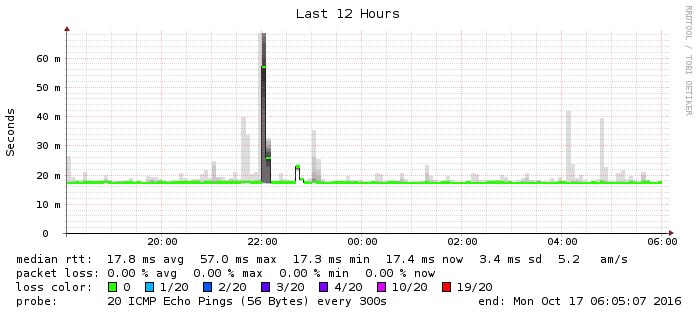 Last 12 Hours
RRDTOOL / TOBI OETIKER
Seconds
60 m
50 m
40 m
30 m
20 m
10 m
0
20:00 22:00 00:00 02:00 04:00 06:00
median rtt: 17.8 ms avg 57.0 ms max 17.3 ms min 17.4 ms now 3.4 ms sd 5.2 am/s
packet loss: 0.00 % avg 0.00 % max 0.00 % min 0.00 % now
loss color: 0 1/20 2/20 3/20 4/20 10/20 19/20
probe: 20 ICMP Echo Pings (56 Bytes) every 300s end: Mon Oct 17 06:05:07 2016